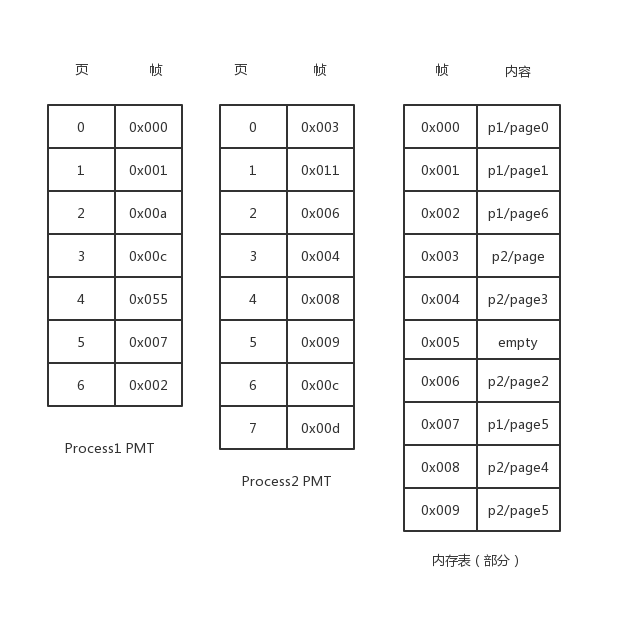 页 帧
0 0x000
1 0x001
2 0x00a
3 0x00c
4 0x055
5 0x007
6 0x002
Process1 PMT
页 帧
0 0x003
1 0x011
2 0x006
3 0x004
4 0x008
5 0x009
6 0x00c
7 0x00d
Process2 PMT
帧 内容
0x000 p1/page0
0x001 p1/page1
0x002 p1/page6
0x003 p2/page
0x004 p2/page3
0x005 empty
0x006 p2/page2
0x007 p1/page5
0x008 p2/page4
0x009 p2/page5
内存表（部分）